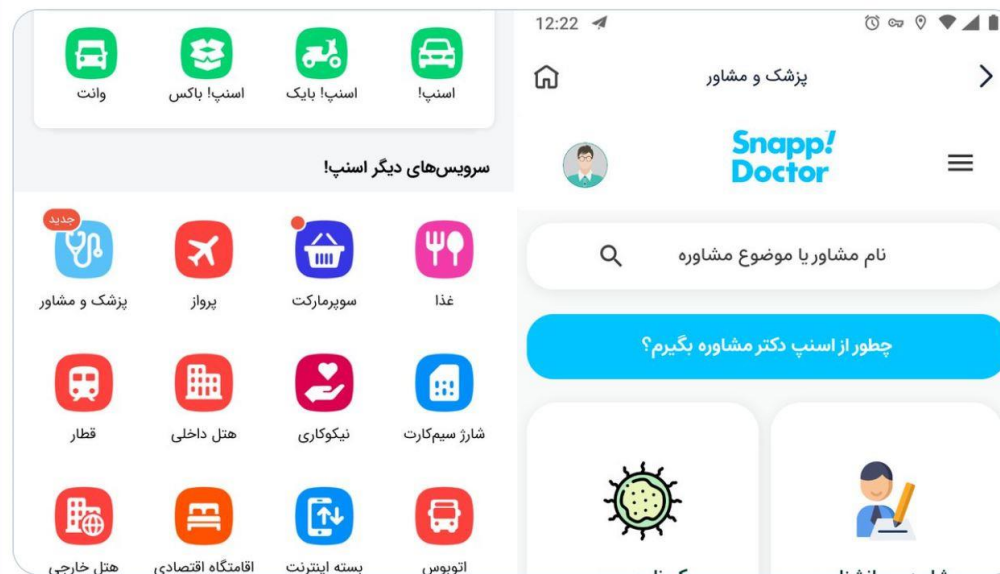 اسنپ!
اسنپ! بایک
اسنپ! باکس
وانت
سرویس‌های دیگر اسنپ!
غذا
سوپرمارکت
پرواز
جدید
پزشک و مشاور
شارژ سیم‌کارت
نیکوکاری
هتل داخلی
قطار
اتوبوس
بسته اینترنت
اقامتگاه اقتصادی
هتل خارجی
12:22
پزشک و مشاور
Snapp!
Doctor
نام مشاور یا موضوع مشاوره
چطور از اسنپ دکتر مشاوره بگیرم؟